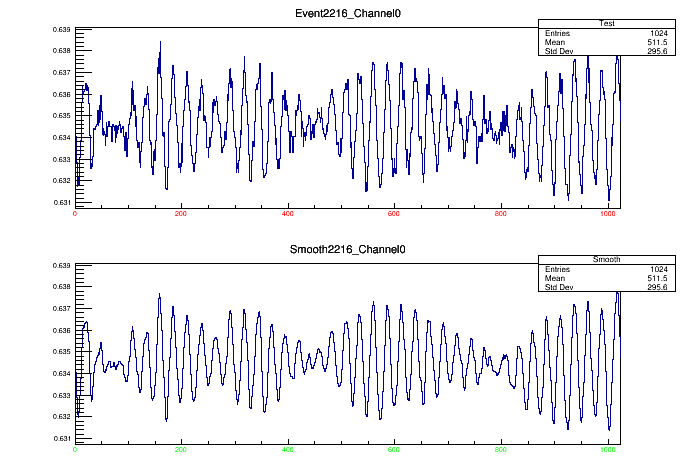 Event2216_Channel0
Test
Entries 1024
Mean 511.5
Std Dev 295.6
0.639
0.638
0.637
0.636
0.635
0.634
0.633
0.632
0.631
0 200 400 600 800 1000
Smooth2216_Channel0
Smooth
Entries 1024
Mean 511.5
Std Dev 295.6
0.639
0.638
0.637
0.636
0.635
0.634
0.633
0.632
0.631
0 200 400 600 800 1000